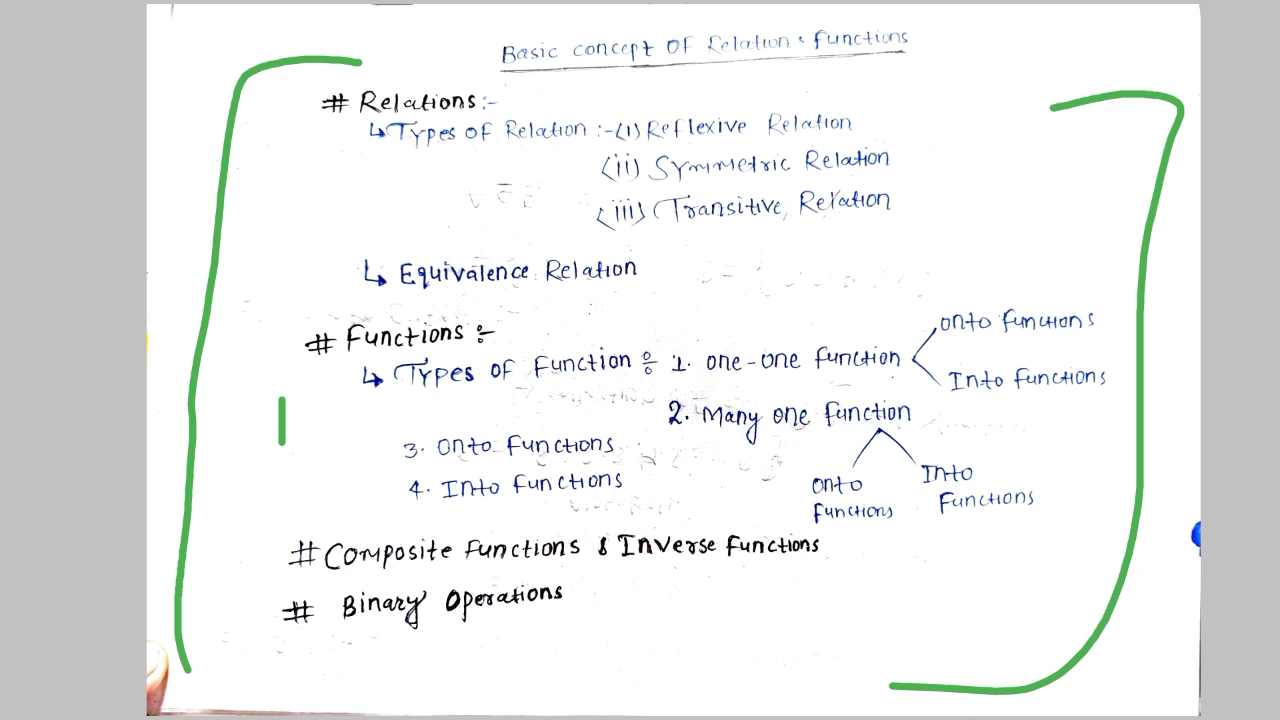 Basic concept OF Relation & functions
# Relations:-
↳ Types of Relation :- (i) Reflexive Relation
(ii) Symmetric Relation
(iii) Transitive Relation
↳ Equivalence Relation
# Functions :-
onto functions
↳ Types of Function : 1. one-one function
Into functions
2. Many one function
3. Onto functions
4. Into functions
onto functions
Into Functions
# Composite functions & Inverse functions
# Binary Operations